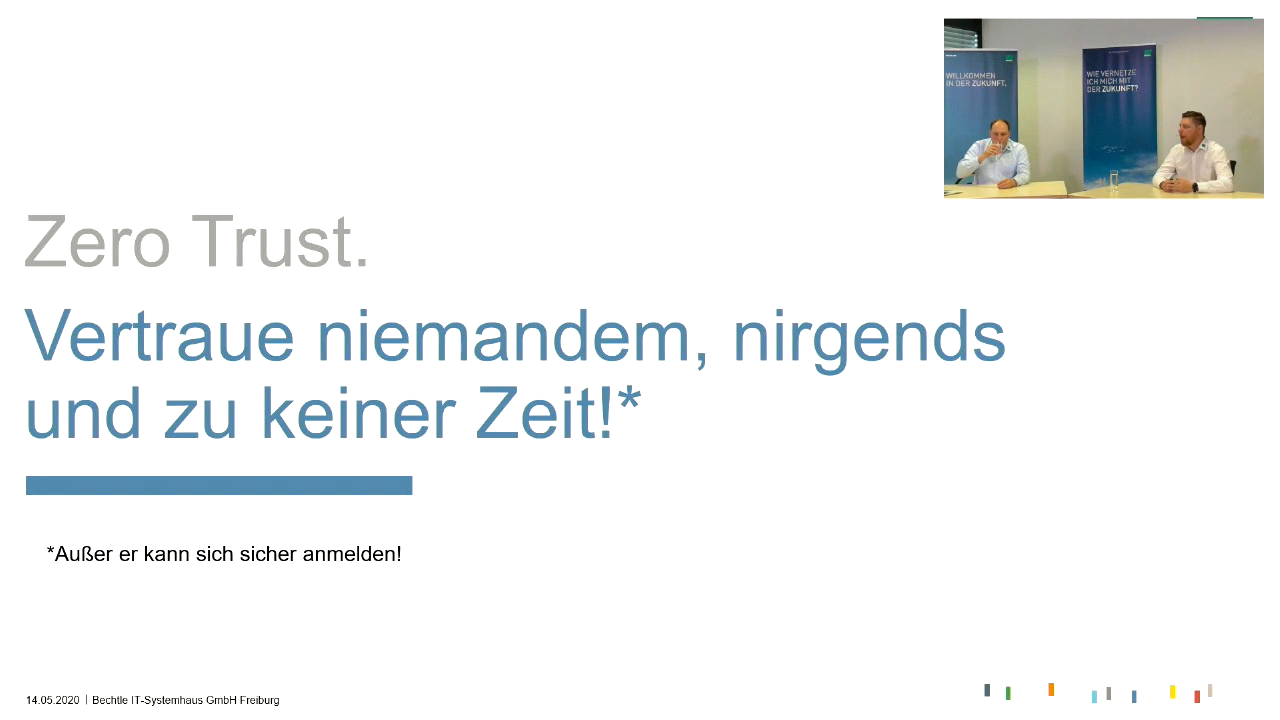 WILLKOMMEN
IN DER ZUKUNFT.
WIE VERNETZE
ICH MICH MIT
DER ZUKUNFT?
Zero Trust.
Vertraue niemandem, nirgends
und zu keiner Zeit!*
*Außer er kann sich sicher anmelden!
14.05.2020 | Bechtle IT-Systemhaus GmbH Freiburg